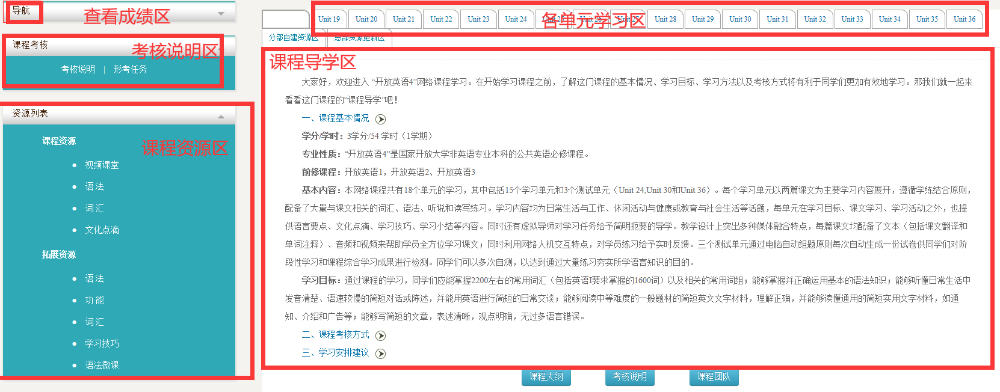 导航
查看成绩区
课程考核
考核说明区
考核说明 | 形考任务
资源列表
课程资源区
课程资源
视频课堂
语法
词汇
文化点滴
拓展资源
语法
功能
词汇
学习技巧
语法微课
Unit 19 Unit 20 Unit 21 Unit 22 Unit 23 Unit 24 Unit 25 Unit 26 Unit 27 Unit 28 Unit 29 Unit 30 Unit 31 Unit 32 Unit 33 Unit 34 Unit 35 Unit 36
各单元学习区
分部自建资源区 总部资源更新区
课程导学区
大家好，欢迎进入 “开放英语4”网络课程学习。在开始学习课程之前，了解这门课程的基本情况、学习目标、学习方法以及考核方式将有利于同学们更加有效地学习。那我们就一起来
看看这门课程的“课程导学”吧！
一、课程基本情况
学分/学时：3学分/54 学时（1学期）
专业性质：“开放英语4”是国家开放大学非英语专业本科的公共英语必修课程。
前修课程：开放英语1，开放英语2、开放英语3
基本内容：本网络课程共有18个单元的学习，其中包括15个学习单元和3个测试单元（Unit 24,Unit 30和Unit 36）。每个学习单元以两篇课文为主要学习内容展开，遵循学练结合原则，
配备了大量与课文相关的词汇、语法、听说和读写练习。学习内容均为日常生活与工作、休闲活动与健康或教育与社会生活等话题，每单元在学习目标、课文学习、学习活动之外，也提
供语言要点、文化点滴、学习技巧、学习小结等内容。同时还有虚拟导师对学习任务给予简明扼要的导学。教学设计上突出多种媒体融合特点，每篇课文均配备了文本（包括课文翻译和
单词注释）、音频和视频来帮助学员全方位学习课文；同时利用网络人机交互特点，对学员练习给予实时反馈。三个测试单元通过电脑自动组题原则每次自动生成一份试卷供同学们对阶
段性学习和课程综合学习成果进行检测。同学们可以多次自测，以达到通过大量练习夯实所学语言知识的目的。
学习目标：通过课程的学习，同学们应能掌握2200左右的常用词汇（包括英语I要求掌握的1600词）以及相关的常用词组；能够掌握并正确运用基本的语法知识；能够听懂日常生活中
发音清楚、语速较慢的简短对话或陈述，并能用英语进行简短的日常交谈；能够阅读中等难度的一般题材的简短英文文字材料，理解正确，并能够读懂通用的简短实用文字材料，如通
知、介绍和广告等；能够写简短的文章，表述清晰，观点明确，无过多语言错误。
二、课程考核方式
三、学习安排建议
课程大纲 考核说明 课程团队